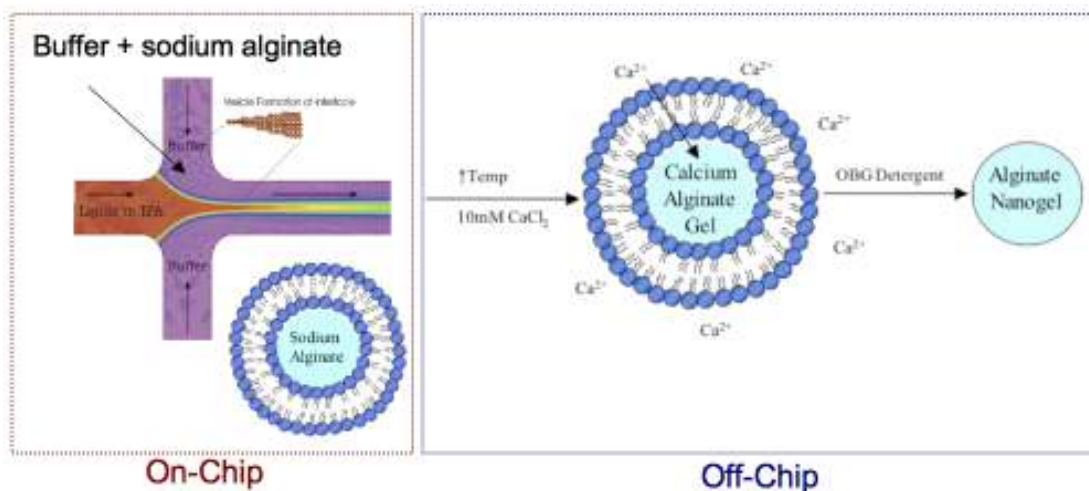 Buffer + sodium alginate
Vesicle Formation at interface
Buffer
Lipids in IPA
Buffer
Sodium
Alginate
On-Chip
↑Temp
10mM CaCl₂
Ca²⁺
Ca²⁺
Ca²⁺
Calcium
Alginate
Gel
Ca²⁺
Ca²⁺
Ca²⁺
OBG Detergent
Alginate
Nanogel
Off-Chip